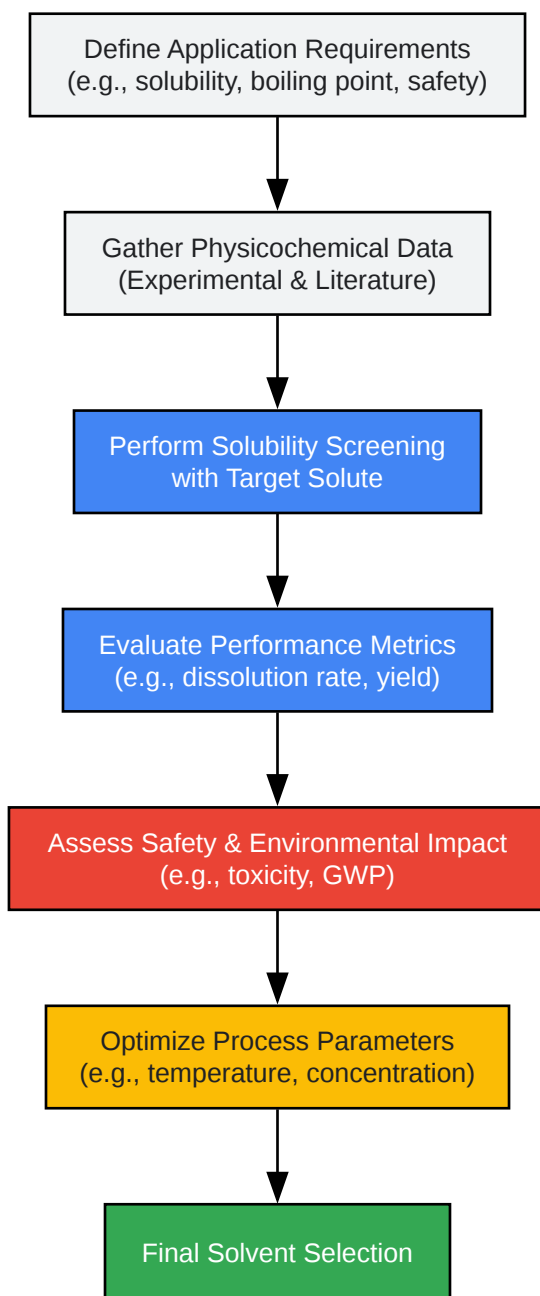 Define Application Requirements
(e.g., solubility, boiling point, safety)
Gather Physicochemical Data
(Experimental & Literature)
Perform Solubility Screening
with Target Solute
Evaluate Performance Metrics
(e.g., dissolution rate, yield)
Assess Safety & Environmental Impact
(e.g., toxicity, GWP)
Optimize Process Parameters
(e.g., temperature, concentration)
Final Solvent Selection